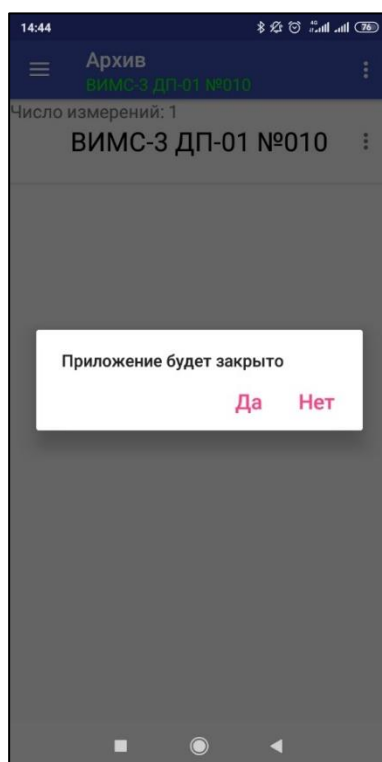 14:44
76
Архив
ВИМС-3 ДП-01 №010
Число измерений: 1
ВИМС-3 ДП-01 №010
Приложение будет закрыто
Да Нет